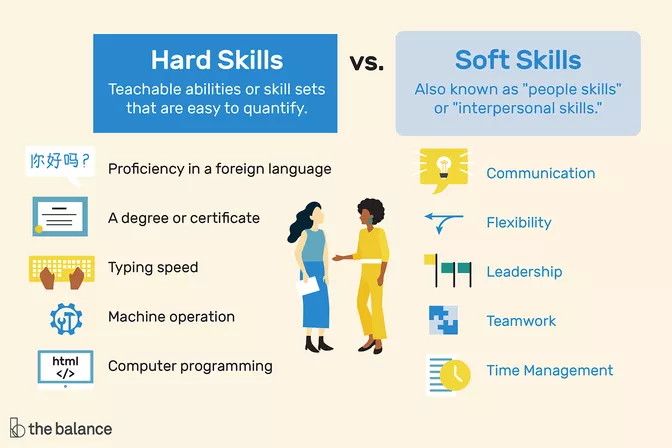 Hard Skills
Teachable abilities or skill sets
that are easy to quantify.
vs.
Soft Skills
Also known as "people skills"
or "interpersonal skills."
你好吗?
Proficiency in a foreign language
A degree or certificate
Typing speed
Machine operation
html
</>
Computer programming
Communication
Flexibility
Leadership
Teamwork
Time Management
the balance